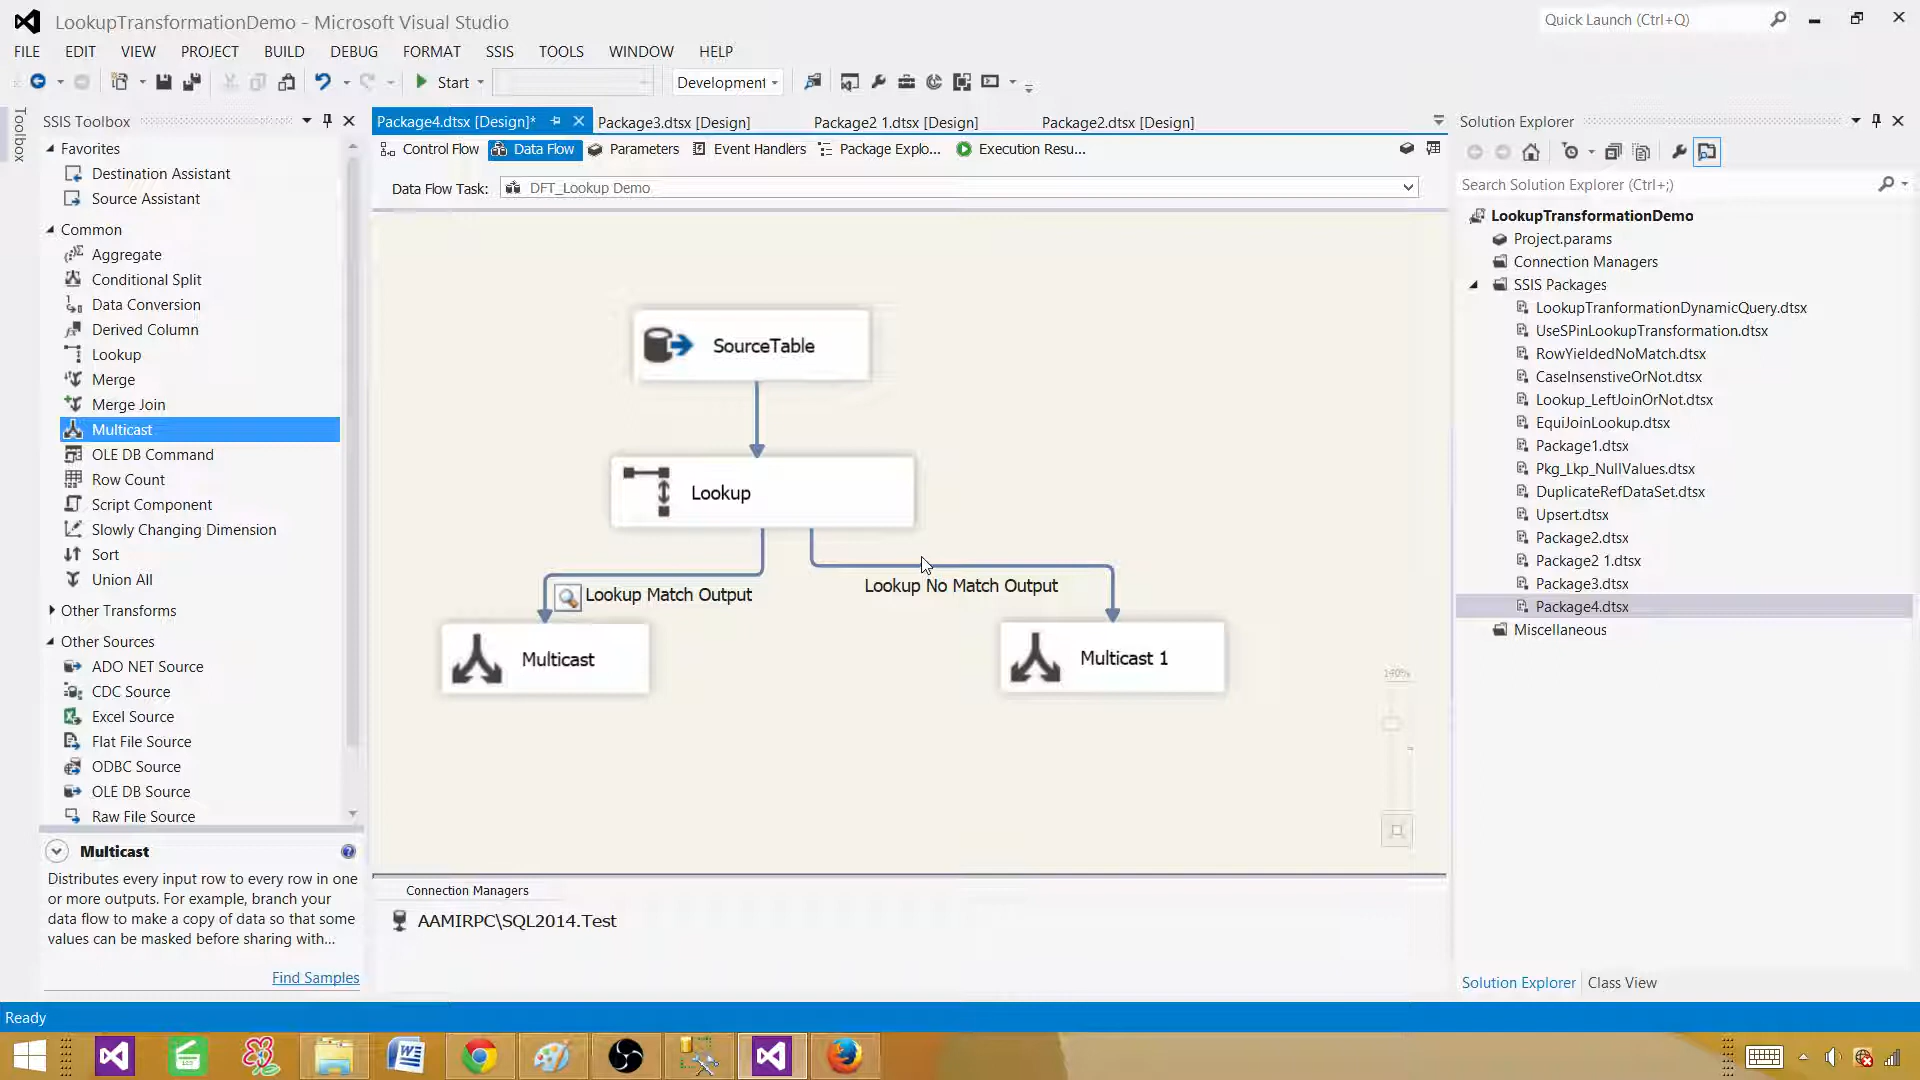 LookupTransformationDemo - Microsoft Visual Studio
Quick Launch (Ctrl+Q)
FILE EDIT VIEW PROJECT BUILD DEBUG FORMAT SSIS TOOLS WINDOW HELP
Start
Development
Toolbox
SSIS Toolbox
Favorites
Destination Assistant
Source Assistant
Common
Aggregate
Conditional Split
Data Conversion
Derived Column
Lookup
Merge
Merge Join
Multicast
OLE DB Command
Row Count
Script Component
Slowly Changing Dimension
Sort
Union All
Other Transforms
Other Sources
ADO NET Source
CDC Source
Excel Source
Flat File Source
ODBC Source
OLE DB Source
Raw File Source
Multicast
Distributes every input row to every row in one
or more outputs. For example, branch your
data flow to make a copy of data so that some
values can be masked before sharing with...
Find Samples
Package4.dtsx [Design]* Package3.dtsx [Design] Package2 1.dtsx [Design] Package2.dtsx [Design]
Control Flow Data Flow Parameters Event Handlers Package Explo... Execution Resu...
Data Flow Task: DFT_Lookup Demo
SourceTable
Lookup
Lookup Match Output
Lookup No Match Output
Multicast
Multicast 1
140%
Connection Managers
AAMIRPC\SQL2014.Test
Solution Explorer
Search Solution Explorer (Ctrl+;)
LookupTransformationDemo
Project.params
Connection Managers
SSIS Packages
LookupTranformationDynamicQuery.dtsx
UseSPinLookupTransformation.dtsx
RowYieldedNoMatch.dtsx
CaseInsenstiveOrNot.dtsx
Lookup_LeftJoinOrNot.dtsx
EquiJoinLookup.dtsx
Package1.dtsx
Pkg_Lkp_NullValues.dtsx
DuplicateRefDataSet.dtsx
Upsert.dtsx
Package2.dtsx
Package2 1.dtsx
Package3.dtsx
Package4.dtsx
Miscellaneous
Solution Explorer Class View
Ready